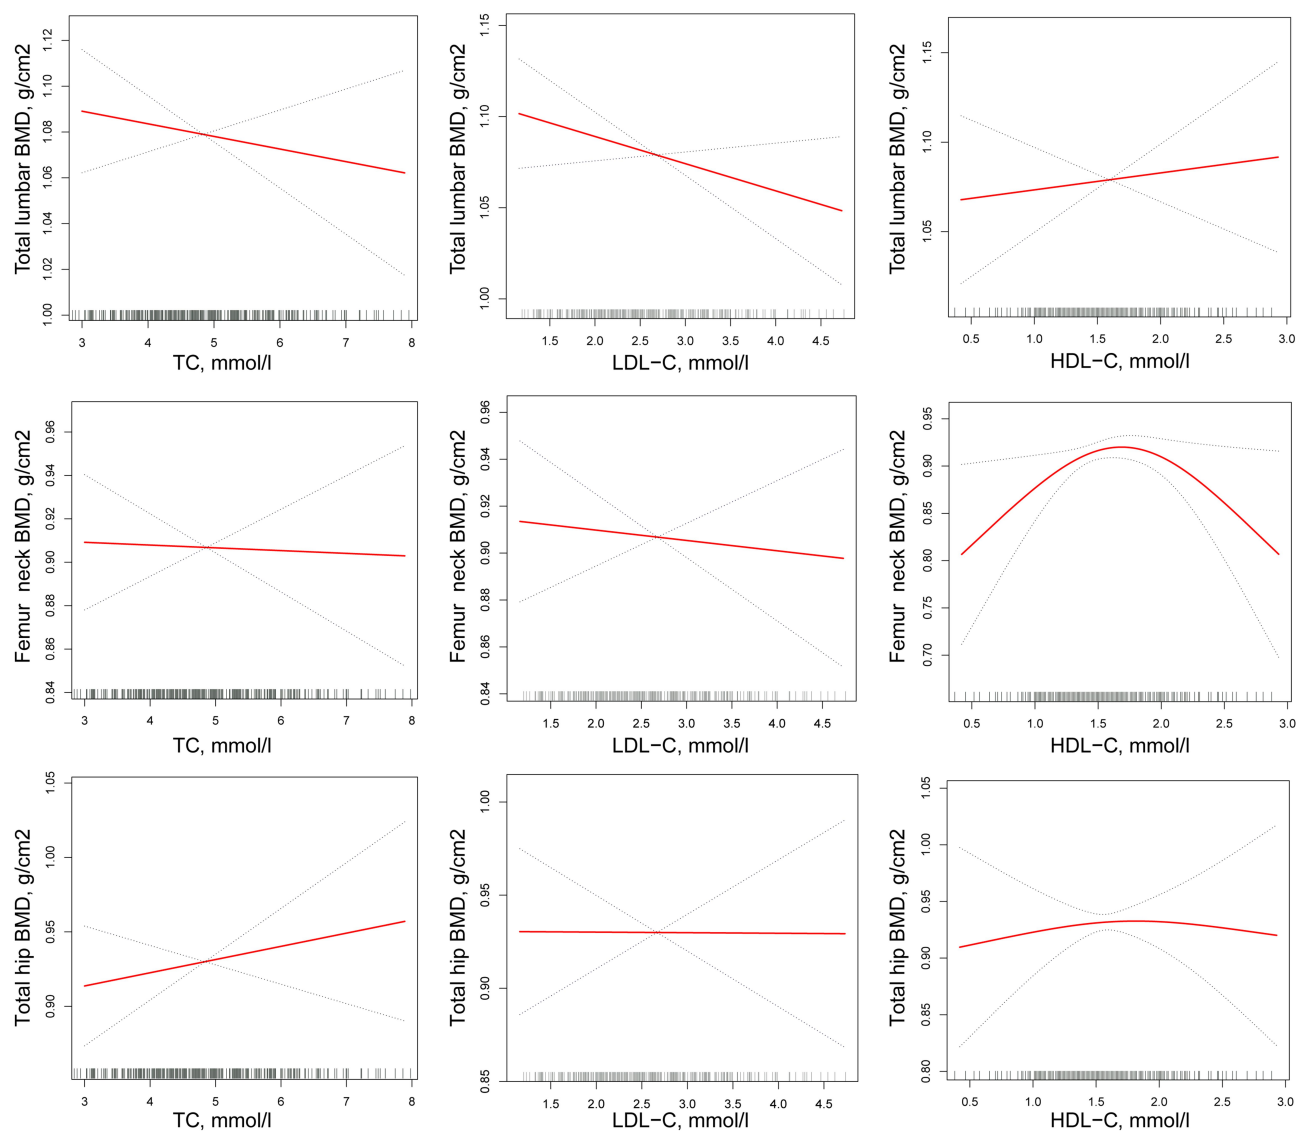 Total lumbar BMD, g/cm2
1.00 1.02 1.04 1.06 1.08 1.10 1.12
3 4 5 6 7 8
TC, mmol/l
Total lumbar BMD, g/cm2
1.00 1.05 1.10 1.15
1.5 2.0 2.5 3.0 3.5 4.0 4.5
LDL−C, mmol/l
Total lumbar BMD, g/cm2
1.05 1.10 1.15
0.5 1.0 1.5 2.0 2.5 3.0
HDL−C, mmol/l
Femur neck BMD, g/cm2
0.84 0.86 0.88 0.90 0.92 0.94 0.96
3 4 5 6 7 8
TC, mmol/l
Femur neck BMD, g/cm2
0.84 0.86 0.88 0.90 0.92 0.94 0.96
1.5 2.0 2.5 3.0 3.5 4.0 4.5
LDL−C, mmol/l
Femur neck BMD, g/cm2
0.70 0.75 0.80 0.85 0.90 0.95
0.5 1.0 1.5 2.0 2.5 3.0
HDL−C, mmol/l
Total hip BMD, g/cm2
0.90 0.95 1.00 1.05
3 4 5 6 7 8
TC, mmol/l
Total hip BMD, g/cm2
0.85 0.90 0.95 1.00
1.5 2.0 2.5 3.0 3.5 4.0 4.5
LDL−C, mmol/l
Total hip BMD, g/cm2
0.80 0.85 0.90 0.95 1.00 1.05
0.5 1.0 1.5 2.0 2.5 3.0
HDL−C, mmol/l